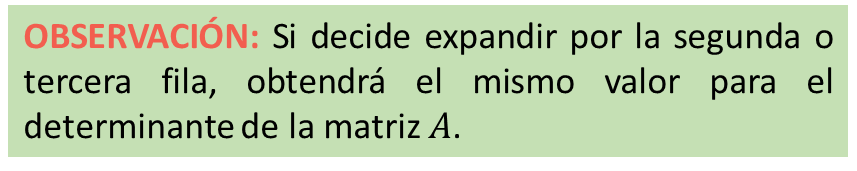 OBSERVACIÓN: Si decide expandir por la segunda o
tercera fila, obtendrá el mismo valor para el
determinante de la matriz A.